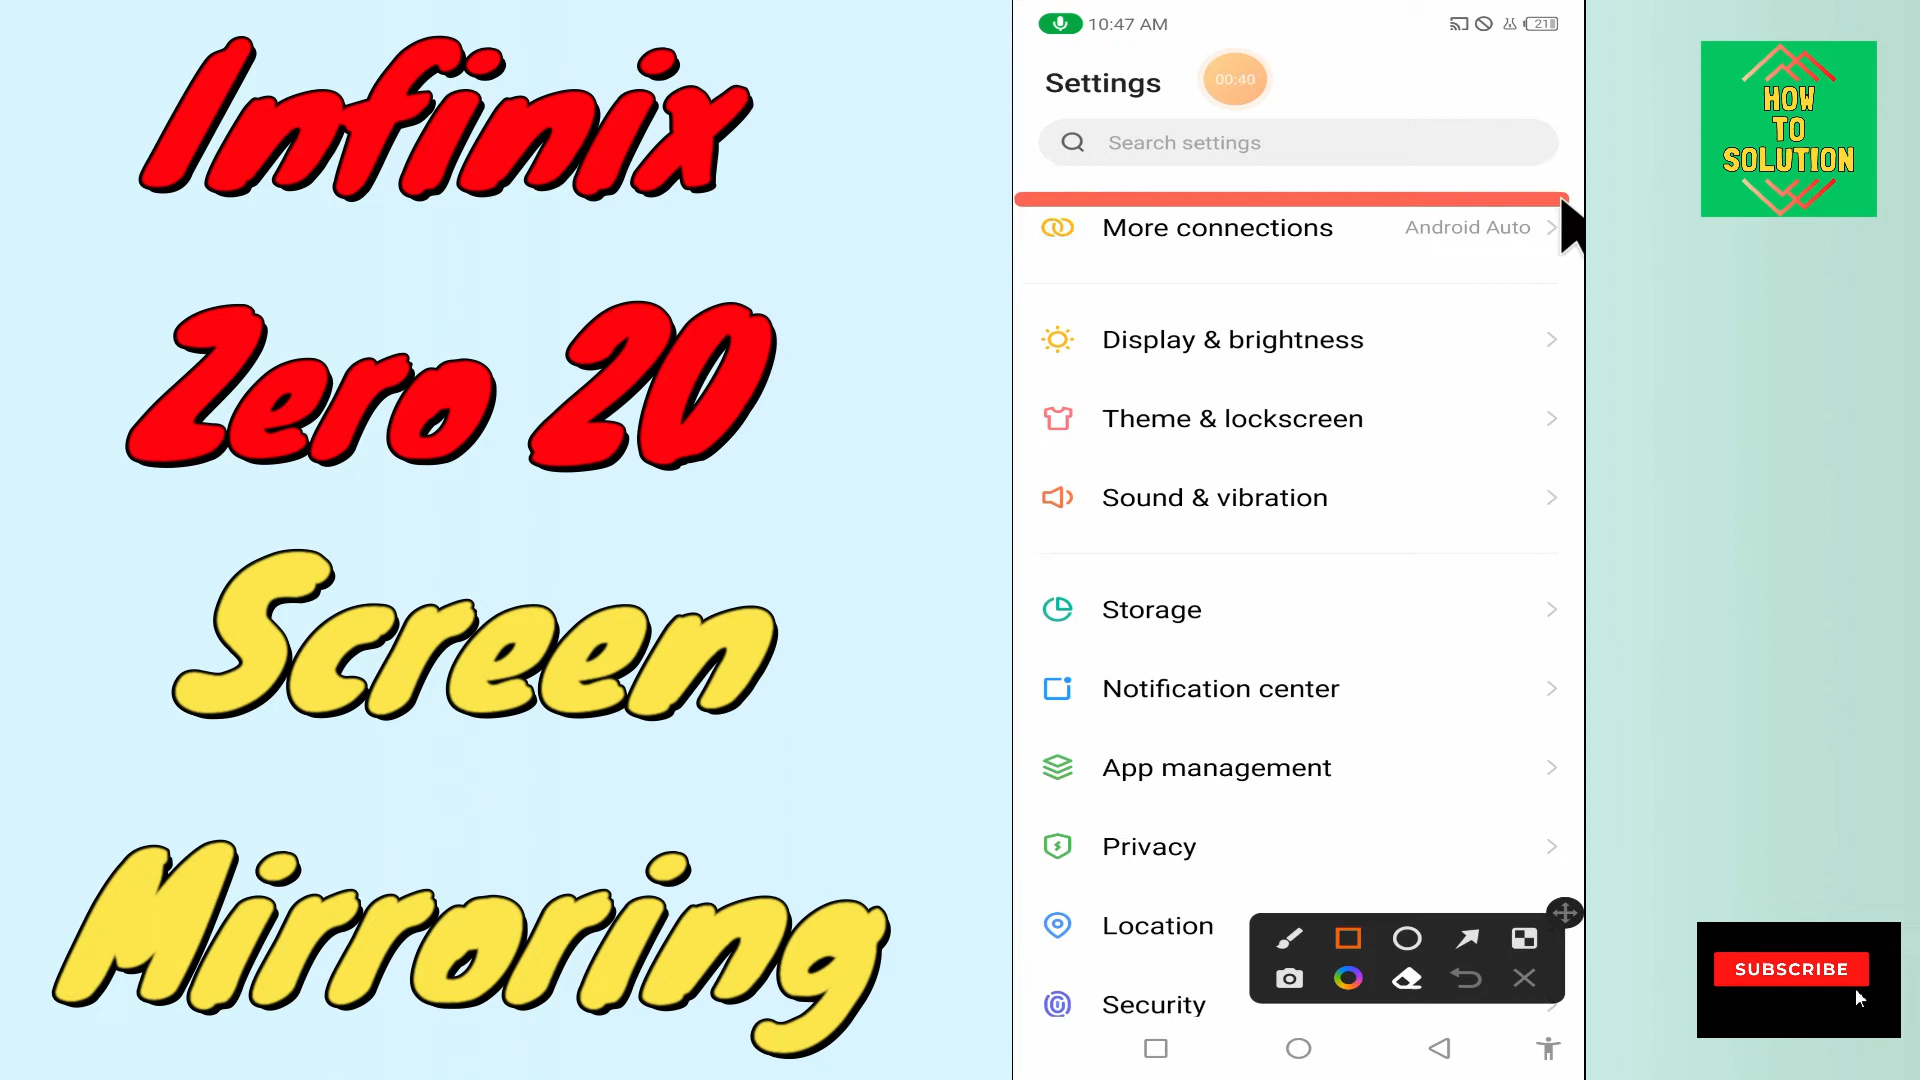 Infinix
Zero 20
Screen
Mirroring
10:47 AM
21
Settings
00:40
Search settings
More connections
Android Auto
Display & brightness
Theme & lockscreen
Sound & vibration
Storage
Notification center
App management
Privacy
Location
Security
HOW
TO
SOLUTION
SUBSCRIBE